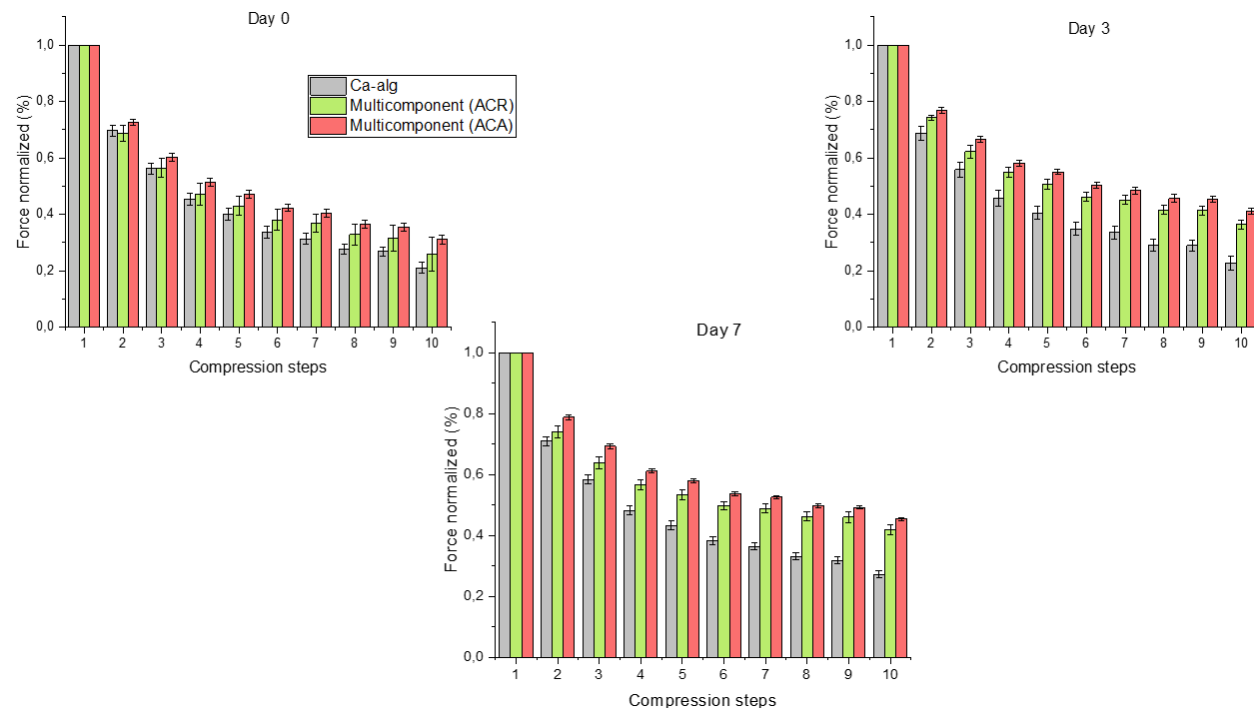 Day 0
1,0
0,8
0,6
0,4
0,2
0,0
Force normalized (%)
1 2 3 4 5 6 7 8 9 10
Compression steps
Ca-alg
Multicomponent (ACR)
Multicomponent (ACA)
Day 3
1,0
0,8
0,6
0,4
0,2
0,0
Force normalized (%)
1 2 3 4 5 6 7 8 9 10
Compression steps
Day 7
1,0
0,8
0,6
0,4
0,2
0,0
Force normalized (%)
1 2 3 4 5 6 7 8 9 10
Compression steps